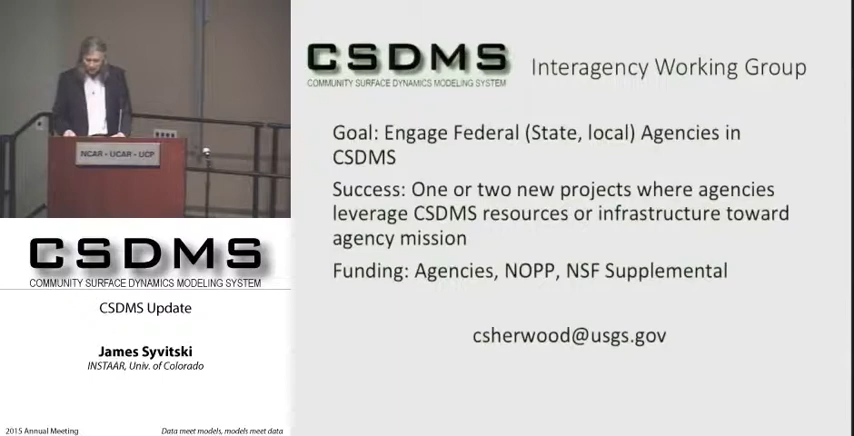 NCAR - UCAR - UCP
CSDMS
COMMUNITY SURFACE DYNAMICS MODELING SYSTEM
CSDMS Update
James Syvitski
INSTAAR, Univ. of Colorado
2015 Annual Meeting
Data meet models, models meet data
CSDMS
COMMUNITY SURFACE DYNAMICS MODELING SYSTEM
Interagency Working Group
Goal: Engage Federal (State, local) Agencies in
CSDMS
Success: One or two new projects where agencies
leverage CSDMS resources or infrastructure toward
agency mission
Funding: Agencies, NOPP, NSF Supplemental
csherwood@usgs.gov